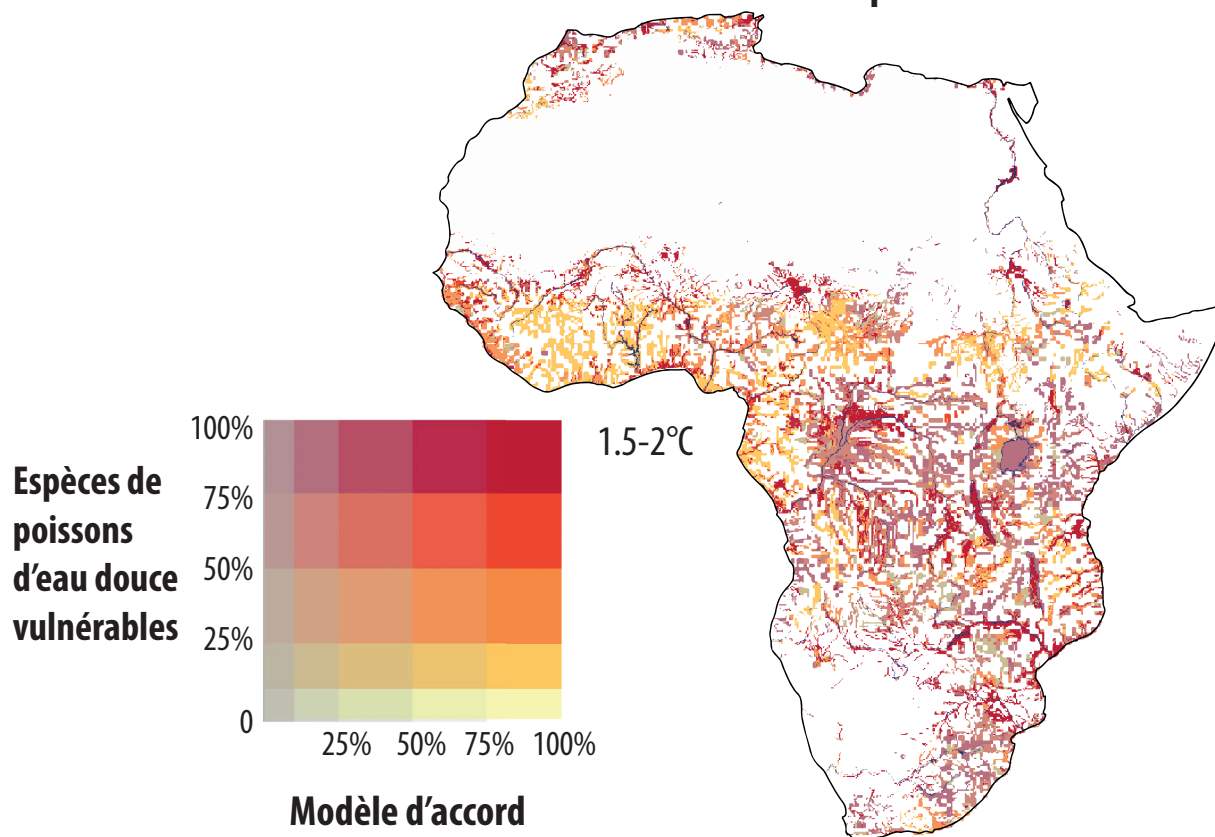 100%
75%
50%
25%
0
Espèces de
poissons
d'eau douce
vulnérables
1.5-2°C
25% 50% 75% 100%
Modèle d'accord